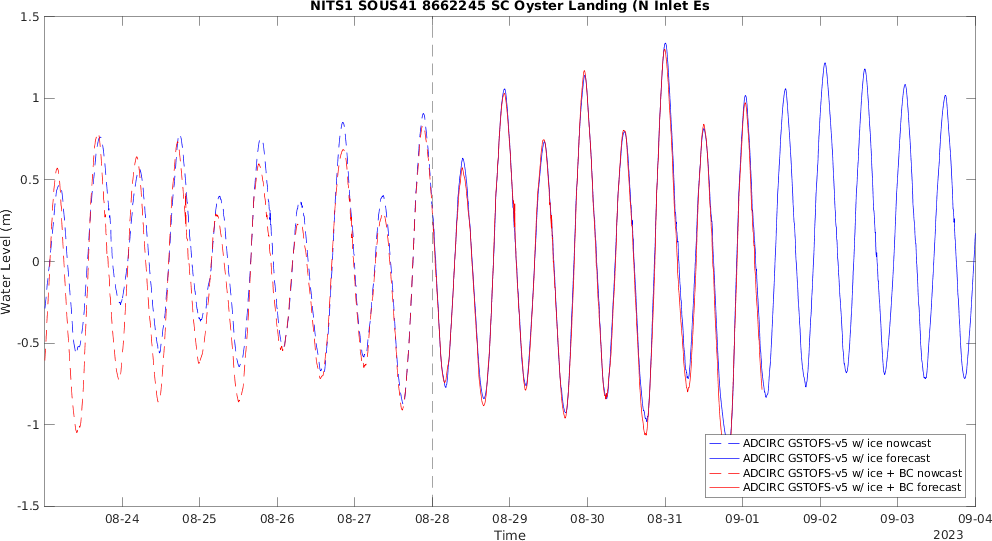 NITS1 SOUS41 8662245 SC Oyster Landing (N Inlet Es
Water Level (m)
1.5
1
0.5
0
-0.5
-1
-1.5
08-24 08-25 08-26 08-27 08-28 08-29 08-30 08-31 09-01 09-02 09-03 09-04
Time
2023
ADCIRC GSTOFS-v5 w/ ice nowcast
ADCIRC GSTOFS-v5 w/ ice forecast
ADCIRC GSTOFS-v5 w/ ice + BC nowcast
ADCIRC GSTOFS-v5 w/ ice + BC forecast